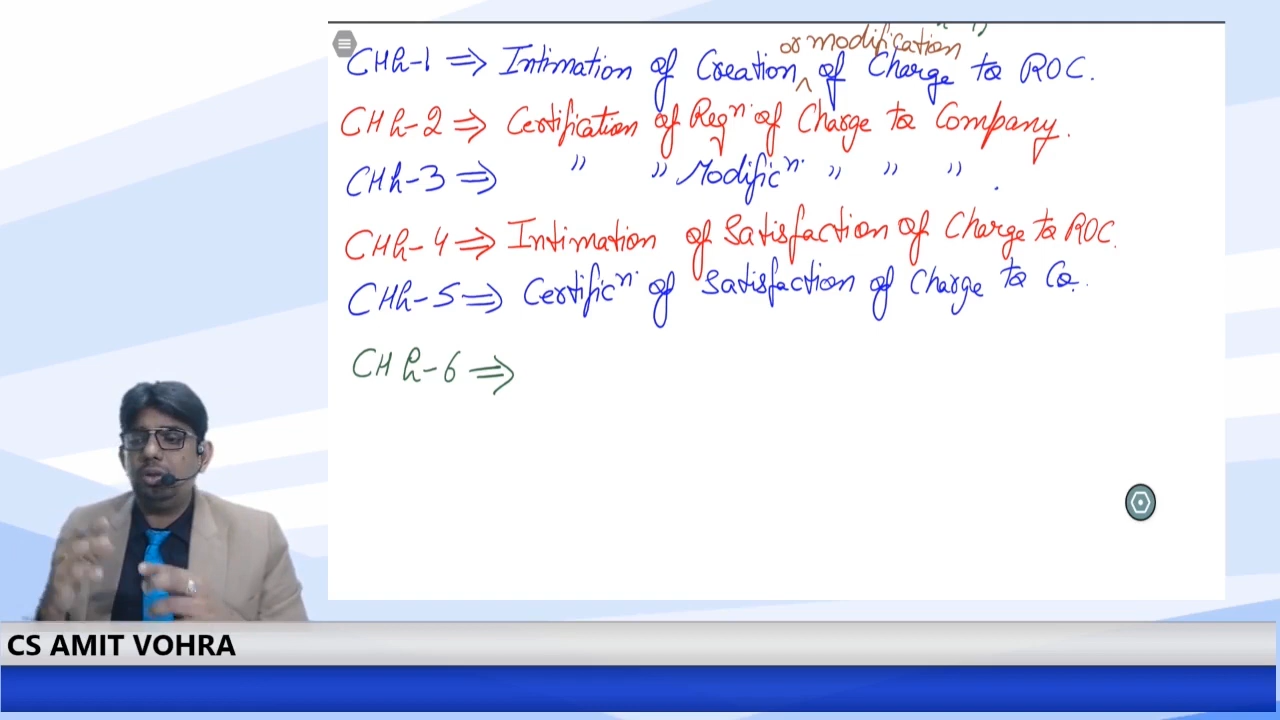 or modification
CHG-1 ⇒ Intimation of Creation ^ of Charge to ROC.
CHG-2 ⇒ Certification of Regⁿ of Charge to Company.
CHG-3 ⇒ " " Modificⁿ. " " " .
CHG-4 ⇒ Intimation of Satisfaction of Charge to ROC.
CHG-5 ⇒ Certificⁿ. of Satisfaction of Charge to Co.
CHG-6 ⇒
CS AMIT VOHRA